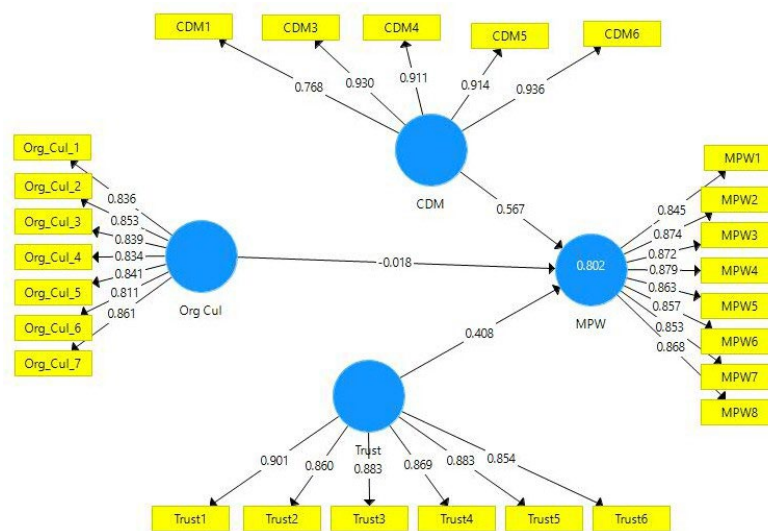 CDM1
CDM3
CDM4
CDM5
CDM6
0.768
0.930
0.911
0.914
0.936
CDM
Org_Cul_1
Org_Cul_2
Org_Cul_3
Org_Cul_4
Org_Cul_5
Org_Cul_6
Org_Cul_7
0.836
0.853
0.839
0.834
0.841
0.811
0.861
Org Cul
0.567
-0.018
0.408
0.802
MPW
0.845
0.874
0.872
0.879
0.863
0.857
0.853
0.868
MPW1
MPW2
MPW3
MPW4
MPW5
MPW6
MPW7
MPW8
Trust
0.901
0.860
0.883
0.869
0.883
0.854
Trust1
Trust2
Trust3
Trust4
Trust5
Trust6